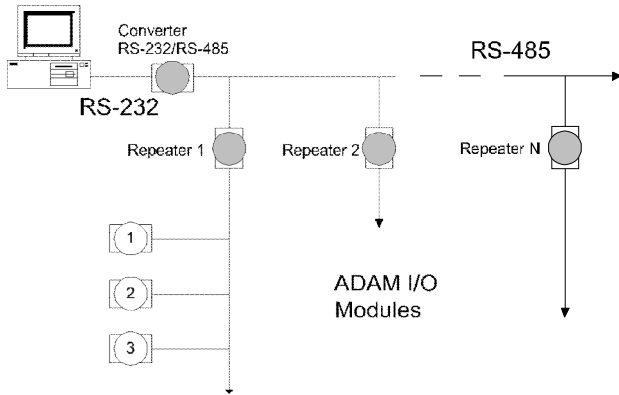 Converter
RS-232/RS-485
RS-485
RS-232
Repeater 1
Repeater 2
Repeater N
1
2
3
ADAM I/O
Modules